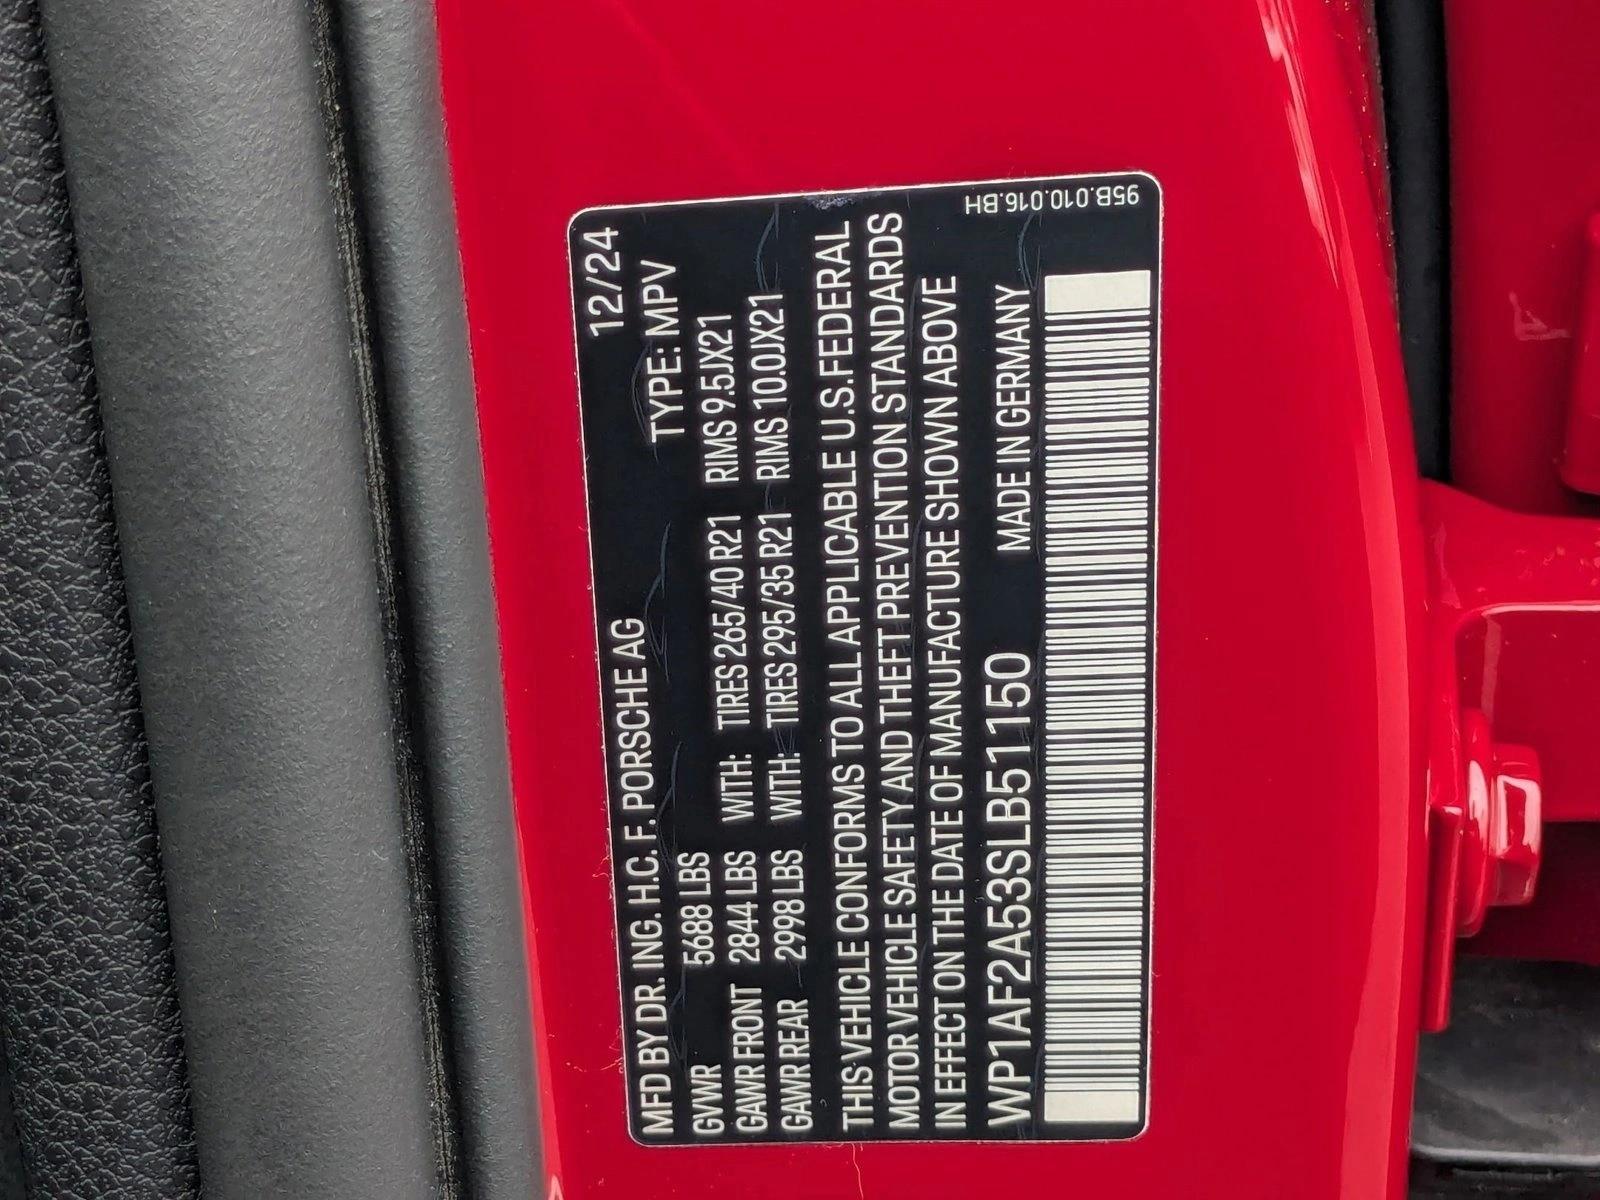 12/24
MFD BY DR. ING. H.C. F. PORSCHE AG TYPE: MPV
GVWR 5688 LBS
GAWR FRONT 2844 LBS WITH: TIRES 265/40 R21 RIMS 9.5JX21
GAWR REAR 2998 LBS WITH: TIRES 295/35 R21 RIMS 10.0JX21
THIS VEHICLE CONFORMS TO ALL APPLICABLE U.S.FEDERAL
MOTOR VEHICLE SAFETY AND THEFT PREVENTION STANDARDS
IN EFFECT ON THE DATE OF MANUFACTURE SHOWN ABOVE
WP1AF2A53SLB51150 MADE IN GERMANY
95B.010.016.BH